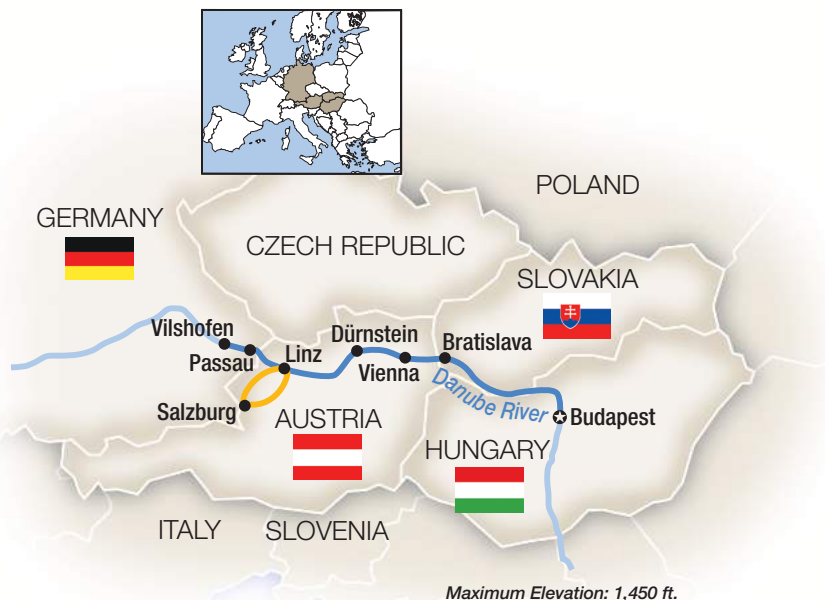 POLAND
GERMANY
CZECH REPUBLIC
SLOVAKIA
Vilshofen
Passau
Linz
Dürnstein
Vienna
Bratislava
Danube River
Salzburg
AUSTRIA
Budapest
HUNGARY
ITALY
SLOVENIA
Maximum Elevation: 1,450 ft.